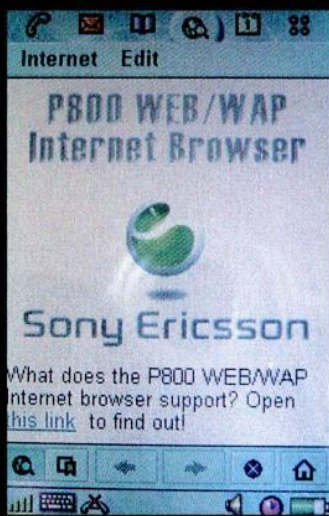 Internet Edit
P800 WEB/WAP
Internet Browser
Sony Ericsson
What does the P800 WEB/WAP
Internet browser support? Open
this link to find out!